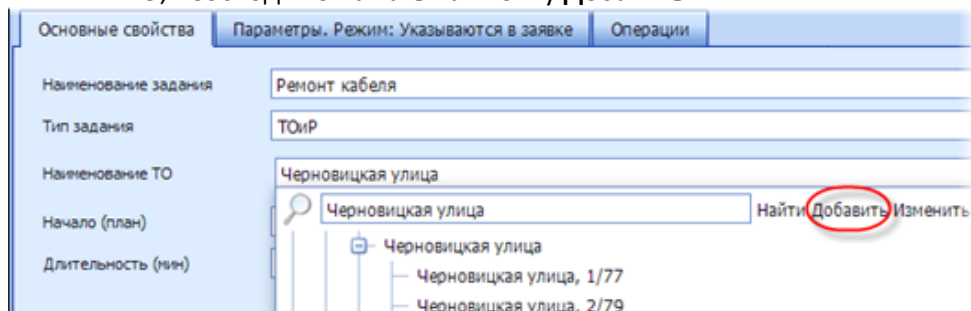 Основные свойства Параметры. Режим: Указываются в заявке Операции
Наименование задания Ремонт кабеля
Тип задания ТОиР
Наименование ТО Черновицкая улица
Черновицкая улица Найти Добавить Изменить
Начало (план)
Черновицкая улица
Длительность (мин)
Черновицкая улица, 1/77
Черновицкая улица, 2/79